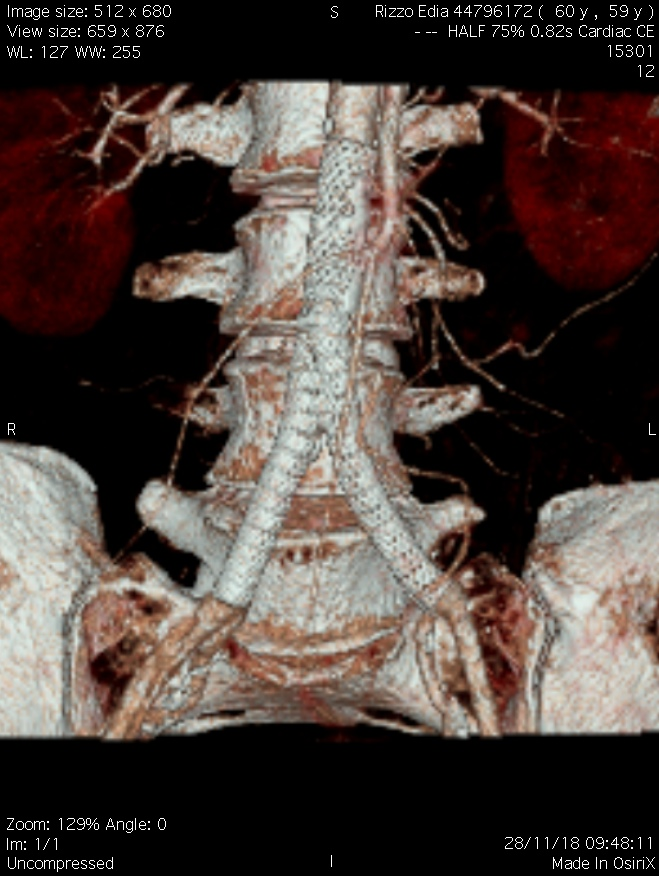 Image size: 512 x 680
View size: 659 x 876
WL: 127 WW: 255
S
Rizzo Edia 44796172 ( 60 y , 59 y )
--- HALF 75% 0.82s Cardiac CE
15301
12
R
L
Zoom: 129% Angle: 0
Im: 1/1
Uncompressed
I
28/11/18 09:48:11
Made In OsiriX